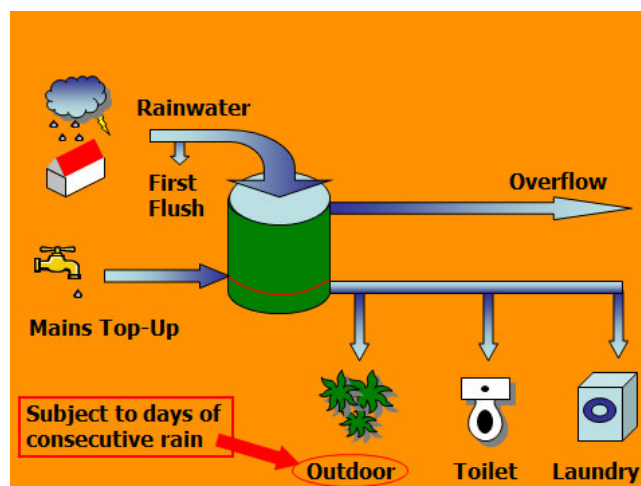 Rainwater
First
Flush
Overflow
Mains Top-Up
Subject to days of
consecutive rain
Outdoor
Toilet
Laundry